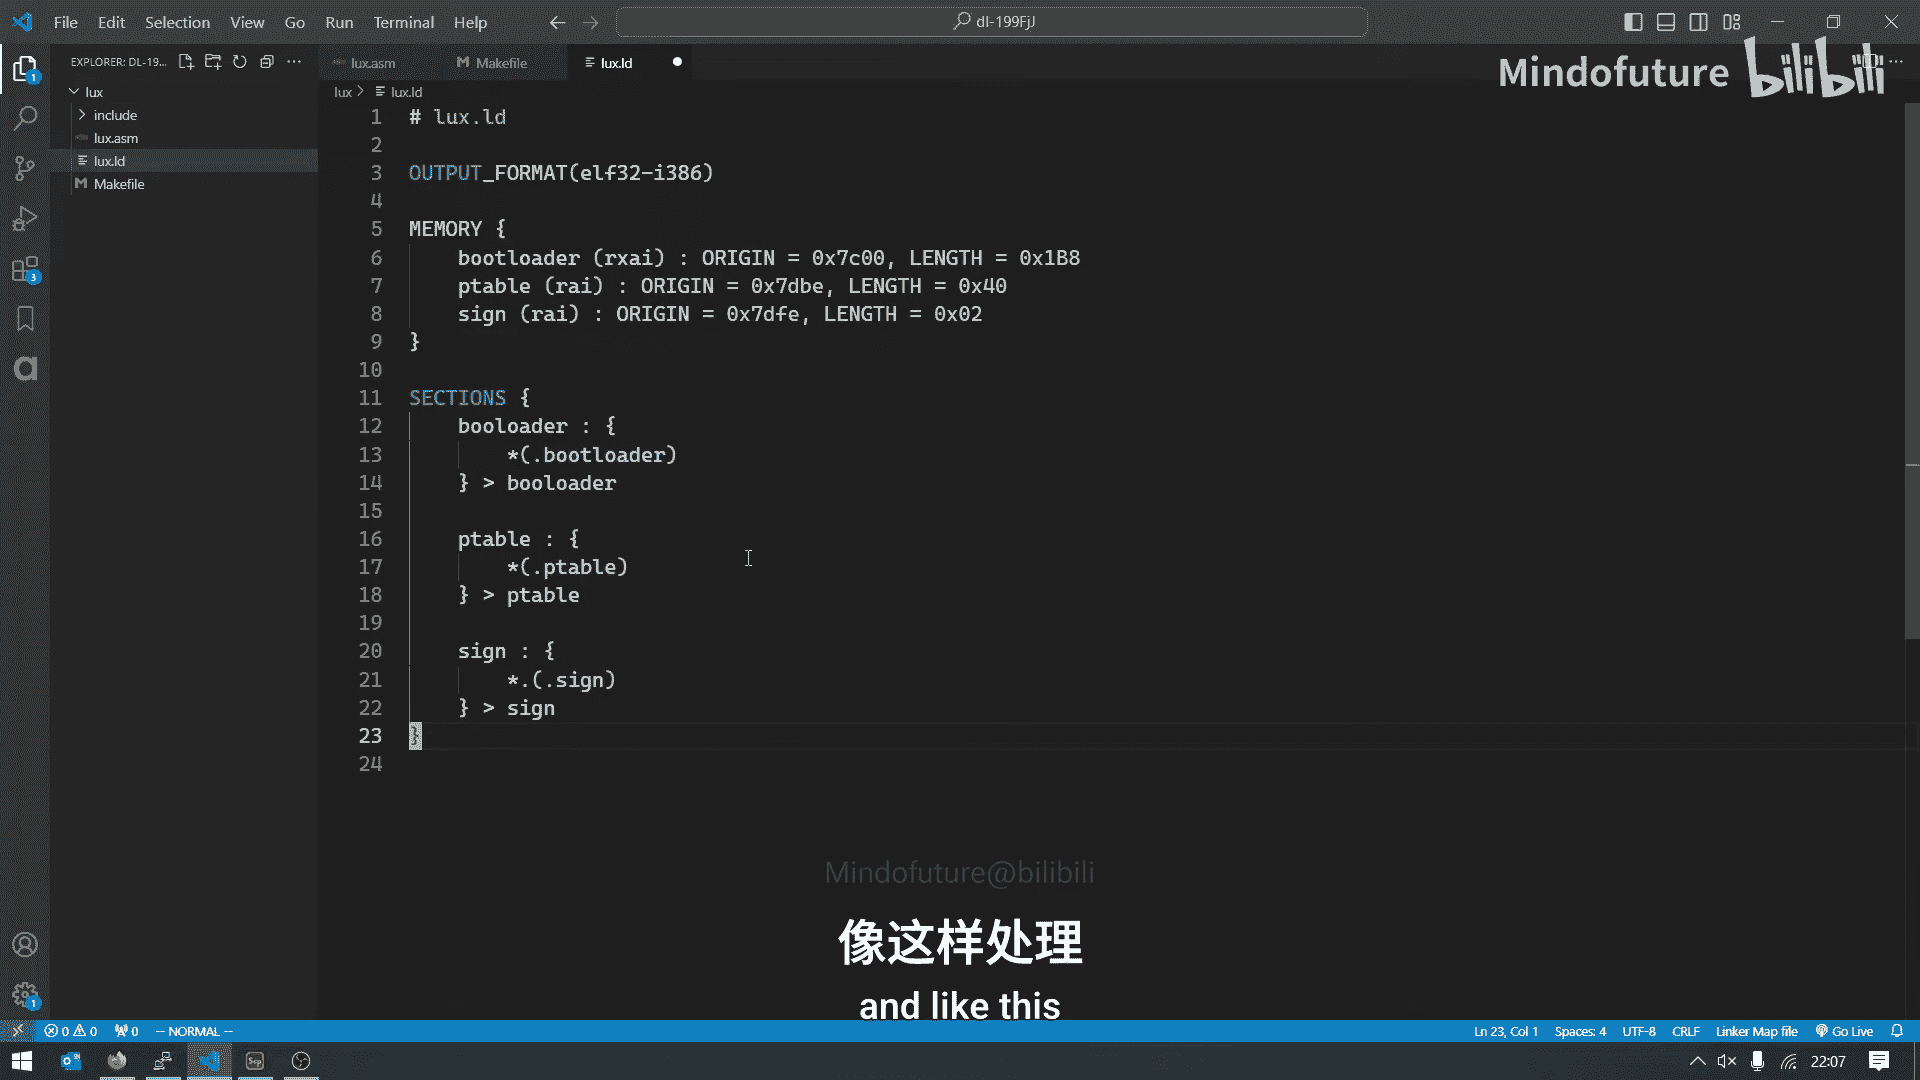 File Edit Selection View Go Run Terminal Help
dl-199FjJ
EXPLORER: DL-19...
lux.asm
Makefile
lux.ld
Mindofuture bilibili
lux
include
lux.asm
lux.ld
Makefile
lux > lux.ld
1 # lux.ld
2
3 OUTPUT_FORMAT(elf32-i386)
4
5 MEMORY {
6 bootloader (rxai) : ORIGIN = 0x7c00, LENGTH = 0x1B8
7 ptable (rai) : ORIGIN = 0x7dbe, LENGTH = 0x40
8 sign (rai) : ORIGIN = 0x7dfe, LENGTH = 0x02
9 }
10
11 SECTIONS {
12 booloader : {
13 *(.bootloader)
14 } > booloader
15
16 ptable : {
17 *(.ptable)
18 } > ptable
19
20 sign : {
21 *.(.sign)
22 } > sign
23 }
24
1
3
1
Mindofuture@bilibili
像这样处理
and like this
0 0 0 -- NORMAL --
Ln 23, Col 1 Spaces: 4 UTF-8 CRLF Linker Map file Go Live
22:07